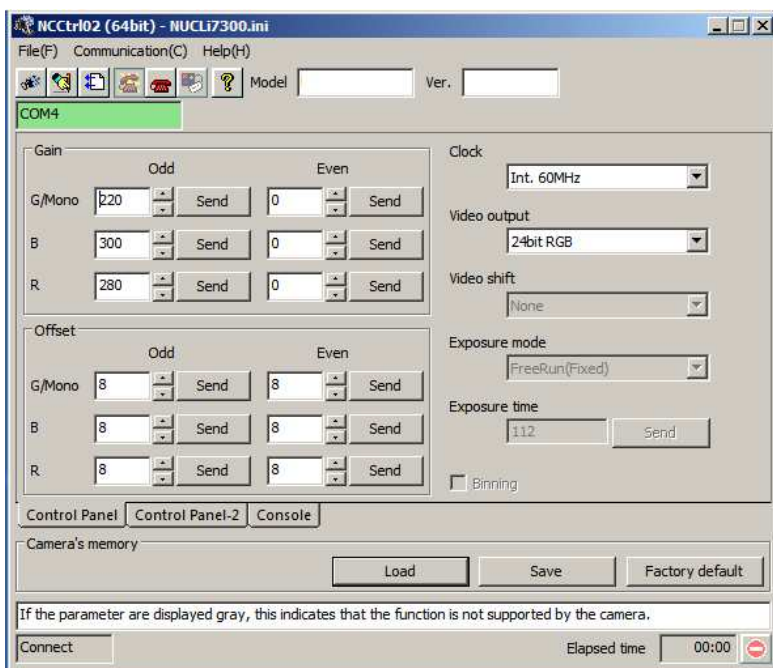 NCCtrl02 (64bit) - NUCLi7300.ini
File(F) Communication(C) Help(H)
Model Ver.
COM4
Gain
Odd Even
G/Mono 220 Send 0 Send
B 300 Send 0 Send
R 280 Send 0 Send
Offset
Odd Even
G/Mono 8 Send 8 Send
B 8 Send 8 Send
R 8 Send 8 Send
Clock
Int. 60MHz
Video output
24bit RGB
Video shift
None
Exposure mode
FreeRun(Fixed)
Exposure time
112 Send
Binning
Control Panel Control Panel-2 Console
Camera's memory
Load Save Factory default
If the parameter are displayed gray, this indicates that the function is not supported by the camera.
Connect Elapsed time 00:00